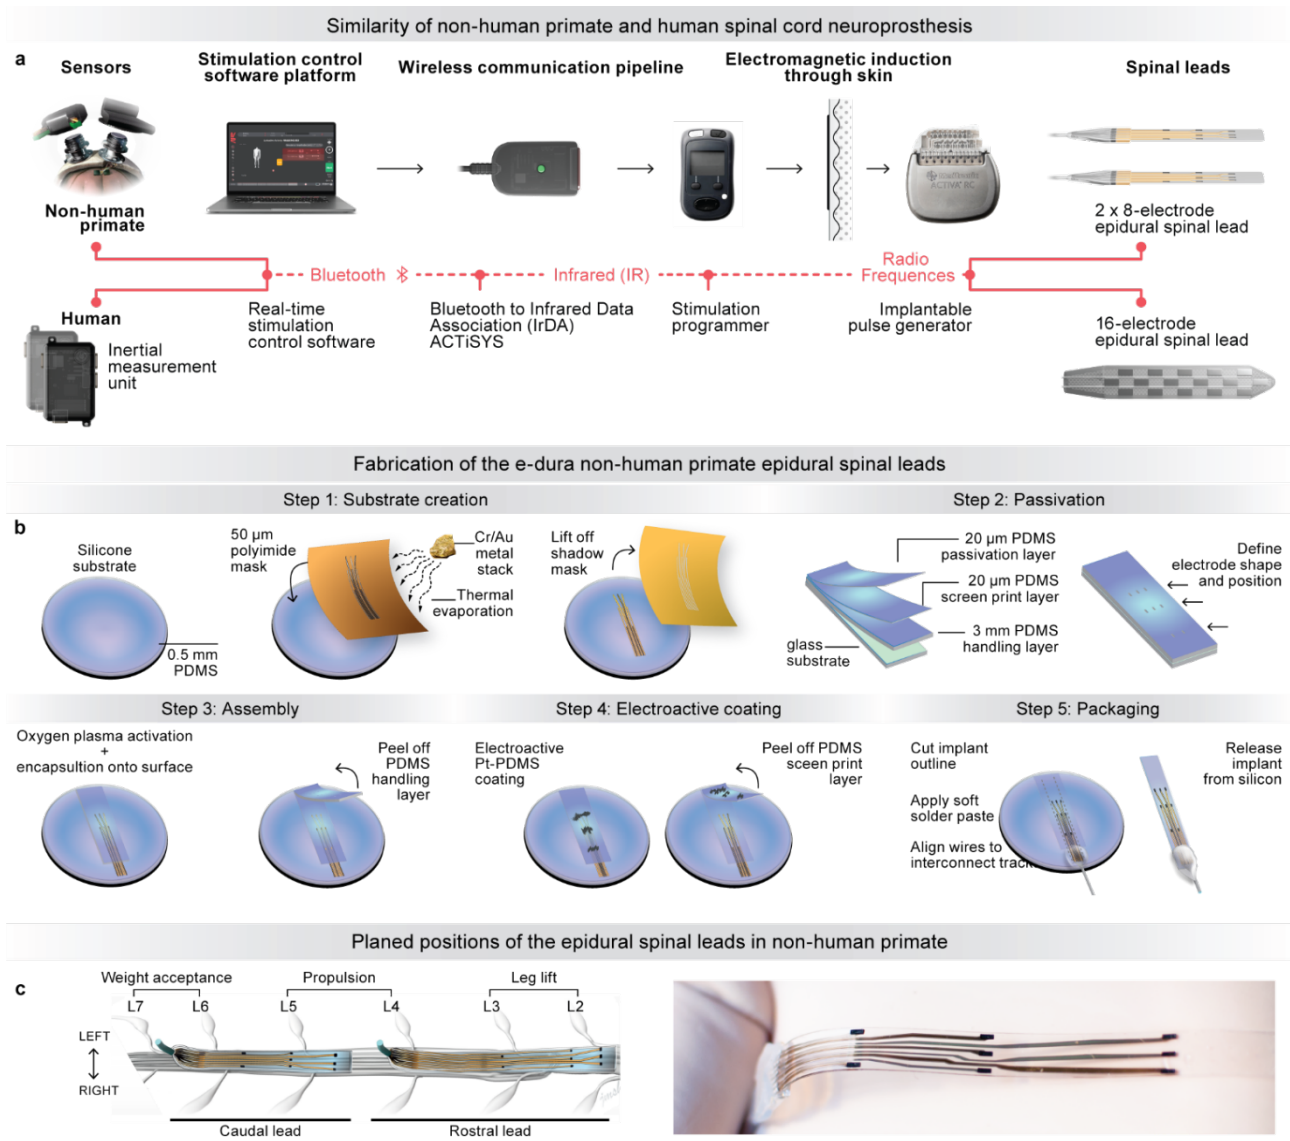 Similarity of non-human primate and human spinal cord neuroprosthesis
a
Sensors
Stimulation control
software platform
Wireless communication pipeline
Electromagnetic induction
through skin
Spinal leads
ACTIVA RC
Non-human
primate
2 x 8-electrode
epidural spinal lead
Bluetooth
Infrared (IR)
Radio
Frequences
Human
Inertial
measurement
unit
Real-time
stimulation
control software
Bluetooth to Infrared Data
Association (IrDA)
ACTiSYS
Stimulation
programmer
Implantable
pulse generator
16-electrode
epidural spinal lead
Fabrication of the e-dura non-human primate epidural spinal leads
Step 1: Substrate creation
Step 2: Passivation
b
Silicone
substrate
0.5 mm
PDMS
50 µm
polyimide
mask
Cr/Au
metal
stack
Thermal
evaporation
Lift off
shadow
mask
20 µm PDMS
passivation layer
20 µm PDMS
screen print layer
3 mm PDMS
handling layer
glass
substrate
Define
electrode shape
and position
Step 3: Assembly
Step 4: Electroactive coating
Step 5: Packaging
Oxygen plasma activation
+
encapsultion onto surface
Peel off
PDMS
handling
layer
Electroactive
Pt-PDMS
coating
Peel off PDMS
sceen print
layer
Cut implant
outline
Apply soft
solder paste
Align wires to
interconnect track
Release
implant
from silicon
Planed positions of the epidural spinal leads in non-human primate
c
Weight acceptance
Propulsion
Leg lift
L7
L6
L5
L4
L3
L2
LEFT
RIGHT
Caudal lead
Rostral lead